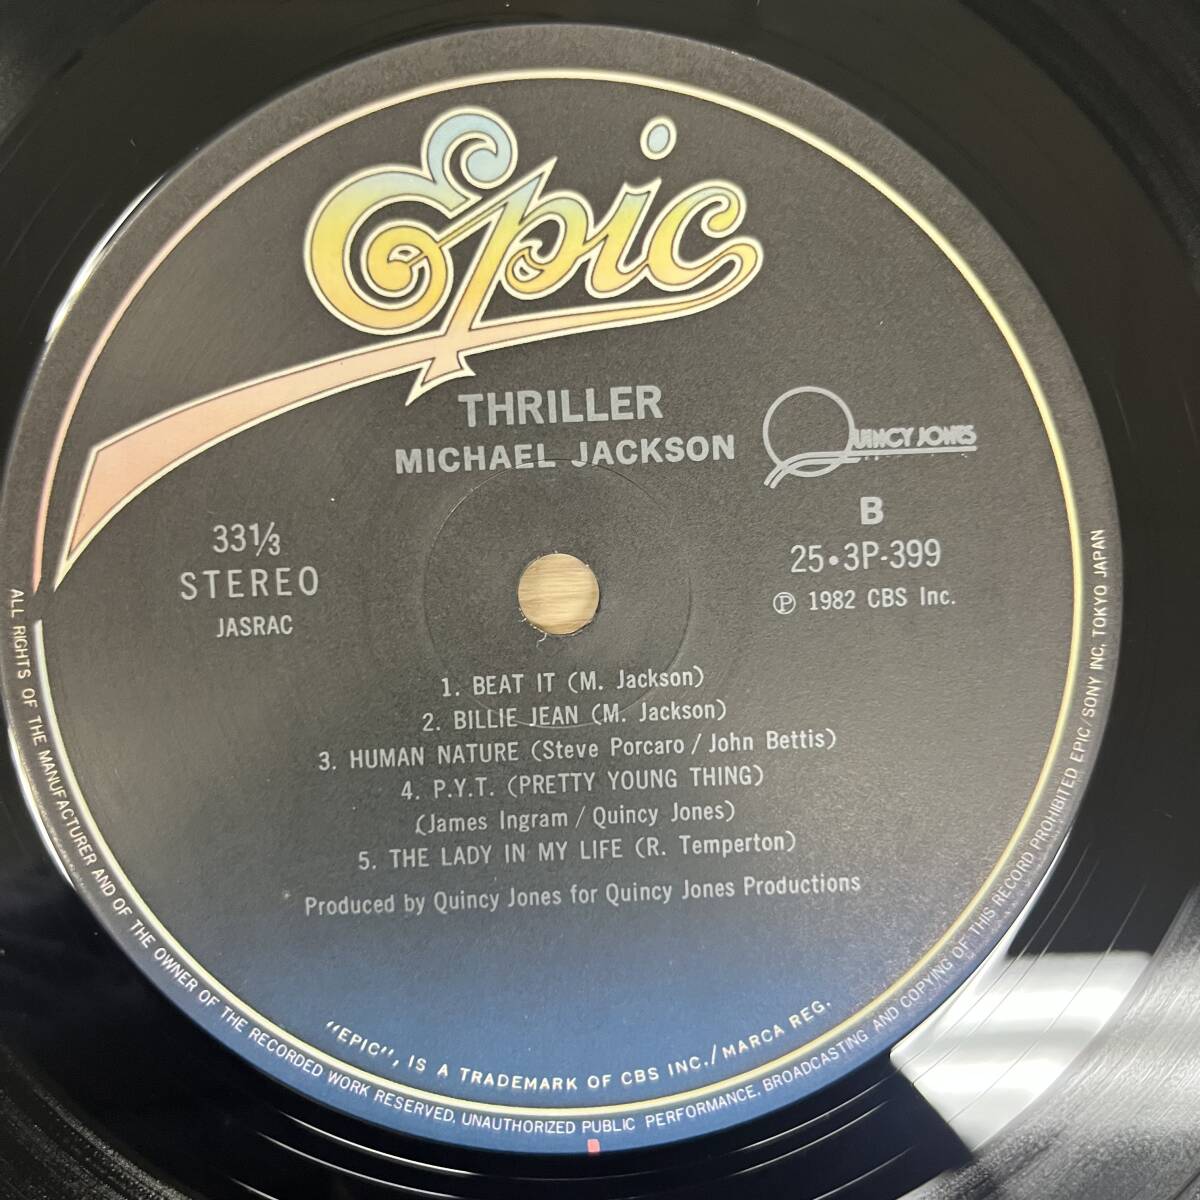 Epic
THRILLER
MICHAEL JACKSON
QUINCY JONES
33⅓
STEREO
JASRAC
B
25・3P-399
Ⓟ 1982 CBS Inc.
1. BEAT IT (M. Jackson)
2. BILLIE JEAN (M. Jackson)
3. HUMAN NATURE (Steve Porcaro / John Bettis)
4. P.Y.T. (PRETTY YOUNG THING)
(James Ingram / Quincy Jones)
5. THE LADY IN MY LIFE (R. Temperton)
Produced by Quincy Jones for Quincy Jones Productions
"EPIC", IS A TRADEMARK OF CBS INC./MARCA REG.
ALL RIGHTS OF THE MANUFACTURER AND OF THE OWNER OF THE RECORDED WORK RESERVED. UNAUTHORIZED PUBLIC PERFORMANCE, BROADCASTING AND COPYING OF THIS RECORD PROHIBITED EPIC/SONY INC. TOKYO JAPAN